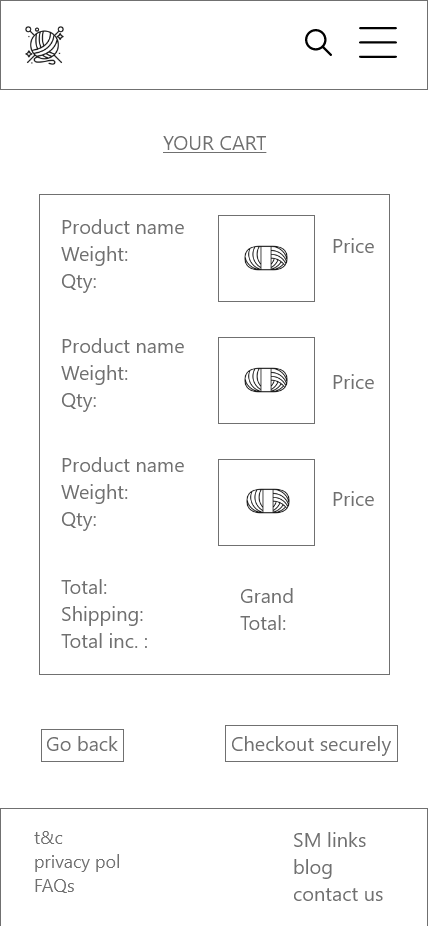 YOUR CART
Product name
Weight:
Qty:
Price
Product name
Weight:
Qty:
Price
Product name
Weight:
Qty:
Price
Total:
Shipping:
Total inc. :
Grand
Total:
Go back
Checkout securely
t&c
privacy pol
FAQs
SM links
blog
contact us